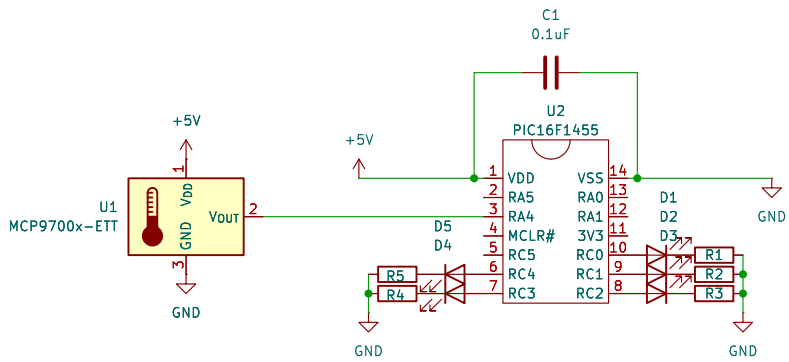 C1
0.1uF
+5V
U1
MCP9700x-ETT
1
VDD
VOUT
2
GND
3
GND
+5V
U2
PIC16F1455
1 VDD VSS 14
2 RA5 RA0 13
3 RA4 RA1 12
4 MCLR# 3V3 11
5 RC5 RC0 10
6 RC4 RC1 9
7 RC3 RC2 8
D5
D4
R5
R4
GND
D1
D2
D3
R1
R2
R3
GND
GND